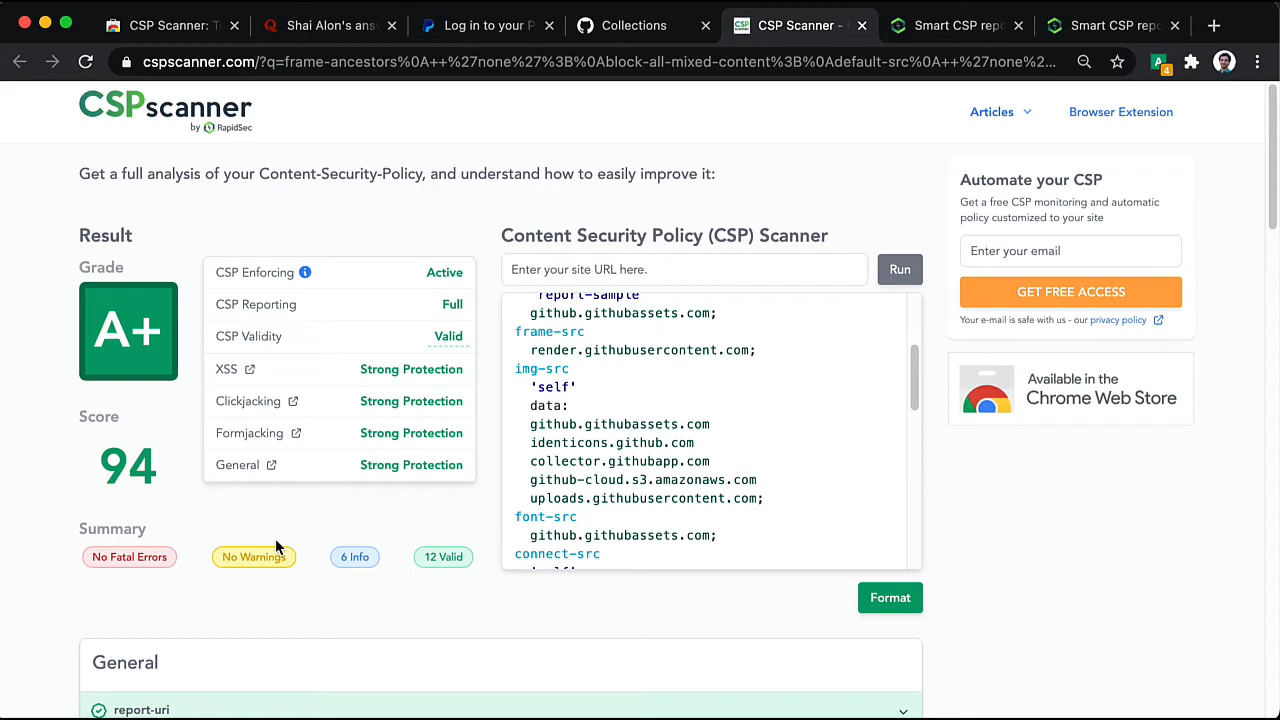 CSP Scanner: Tu
Shai Alon's ans
Log in to your P
Collections
CSP Scanner -
Smart CSP repo
Smart CSP repo
cspscanner.com/?q=frame-ancestors%0A++%27none%27%3B%0Ablock-all-mixed-content%3B%0Adefault-src%0A++%27none%2...
4
CSPscanner
by RapidSec
Articles
Browser Extension
Get a full analysis of your Content-Security-Policy, and understand how to easily improve it:
Result
Grade
A+
Score
94
CSP Enforcing Active
CSP Reporting Full
CSP Validity Valid
XSS Strong Protection
Clickjacking Strong Protection
Formjacking Strong Protection
General Strong Protection
Summary
No Fatal Errors
No Warnings
6 Info
12 Valid
Content Security Policy (CSP) Scanner
Enter your site URL here.
Run
'report-sample'
github.githubassets.com;
frame-src
render.githubusercontent.com;
img-src
'self'
data:
github.githubassets.com
identicons.github.com
collector.githubapp.com
github-cloud.s3.amazonaws.com
uploads.githubusercontent.com;
font-src
github.githubassets.com;
connect-src
Format
Automate your CSP
Get a free CSP monitoring and automatic
policy customized to your site
Enter your email
GET FREE ACCESS
Your e-mail is safe with us - our privacy policy
Available in the
Chrome Web Store
General
report-uri